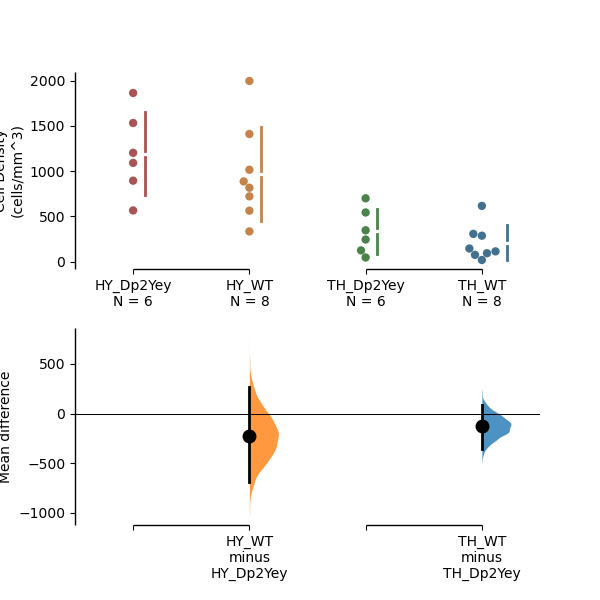 Cell Density
(cells/mm^3)
2000
1500
1000
500
0
HY_Dp2Yey
N = 6
HY_WT
N = 8
TH_Dp2Yey
N = 6
TH_WT
N = 8
Mean difference
500
0
−500
−1000
HY_WT
minus
HY_Dp2Yey
TH_WT
minus
TH_Dp2Yey